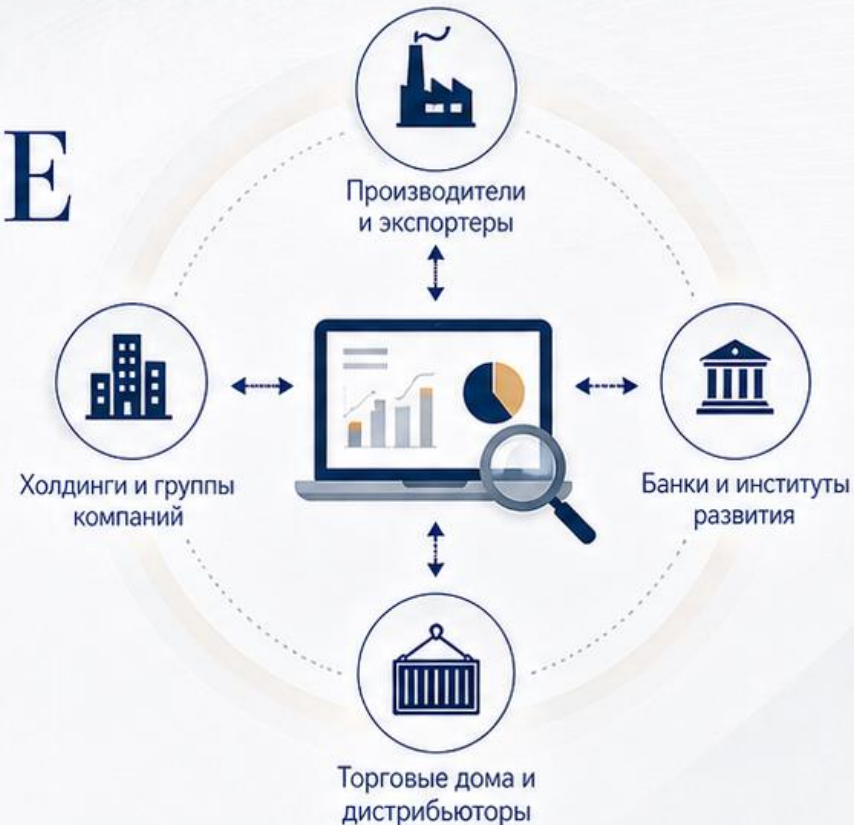 Е
Производители
и экспортеры
Холдинги и группы
компаний
Банки и институты
развития
Торговые дома и
дистрибьюторы